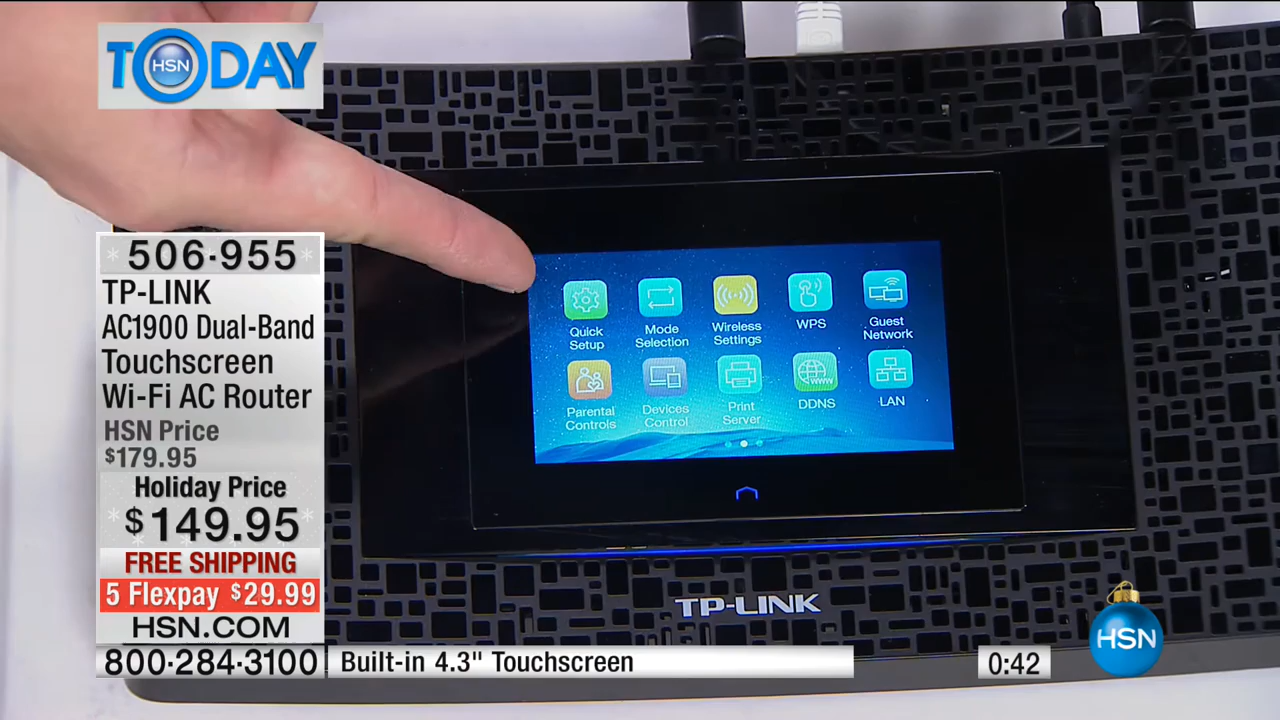 TODAY
HSN
506·955
TP-LINK
AC1900 Dual-Band
Touchscreen
Wi-Fi AC Router
HSN Price
$179.95
Holiday Price
$149.95
FREE SHIPPING
5 Flexpay $29.99
HSN.COM
800·284·3100
Built-in 4.3" Touchscreen
0:42
HSN
Quick
Setup
Mode
Selection
Wireless
Settings
WPS
Guest
Network
Parental
Controls
Devices
Control
Print
Server
WWW
DDNS
LAN
TP-LINK